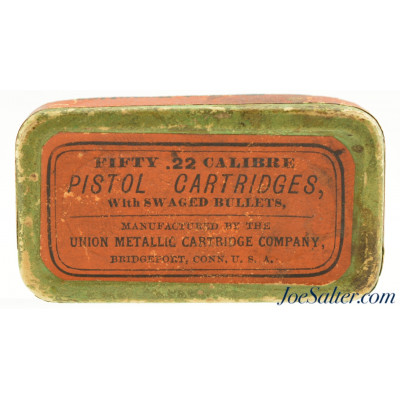 FIFTY .22 CALIBRE
PISTOL CARTRIDGES,
With SWAGED BULLETS,
MANUFACTURED BY THE
UNION METALLIC CARTRIDGE COMPANY,
BRIDGEPORT, CONN. U. S. A.
JoeSalter.com